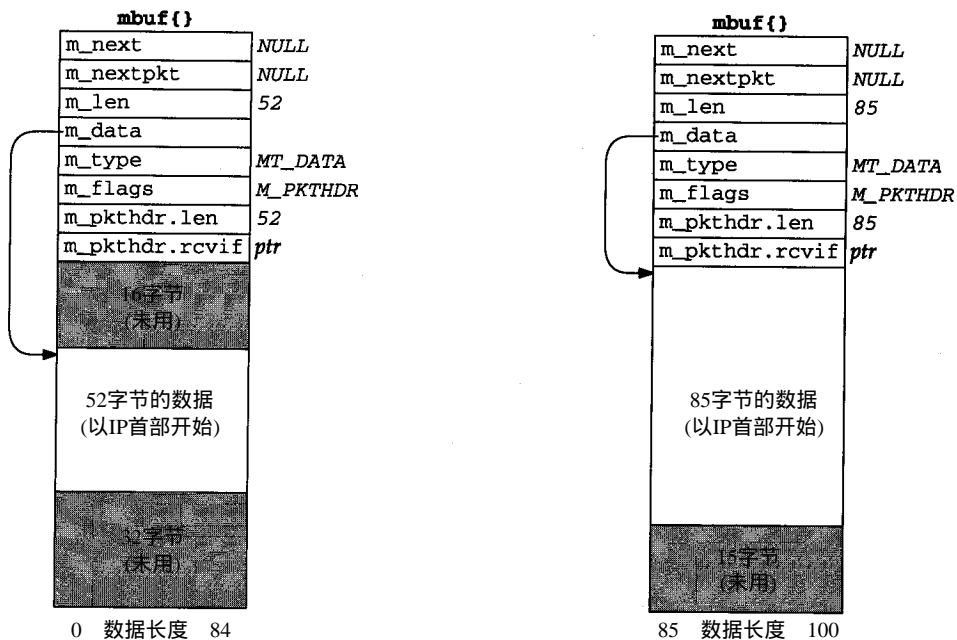 mbuf{}
m_next NULL
m_nextpkt NULL
m_len 52
m_data
m_type MT_DATA
m_flags M_PKTHDR
m_pkthdr.len 52
m_pkthdr.rcvif ptr
16字节
(未用)
52字节的数据
(以IP首部开始)
32字节
(未用)
0 数据长度 84
mbuf{}
m_next NULL
m_nextpkt NULL
m_len 85
m_data
m_type MT_DATA
m_flags M_PKTHDR
m_pkthdr.len 85
m_pkthdr.rcvif ptr
85字节的数据
(以IP首部开始)
15字节
(未用)
85 数据长度 100